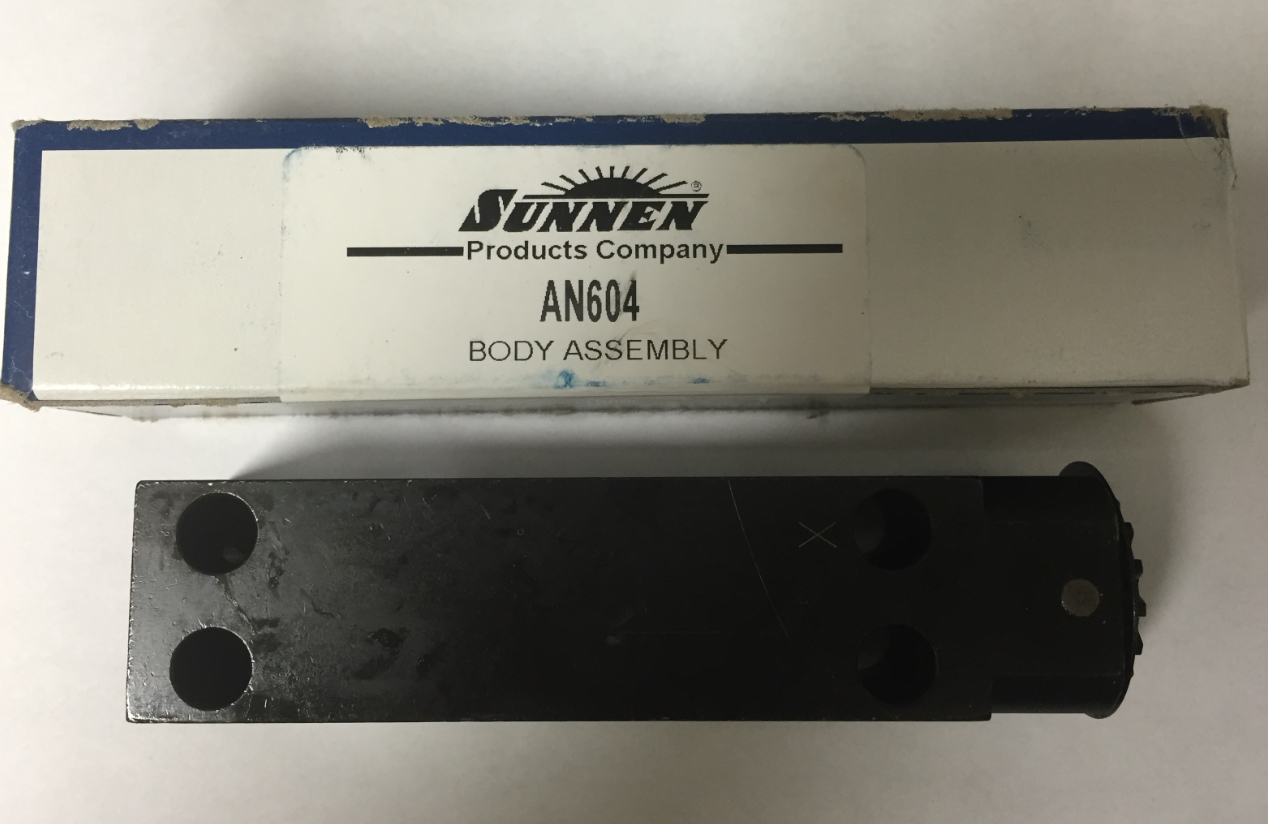 SUNNEN®
Products Company
AN604
BODY ASSEMBLY
X